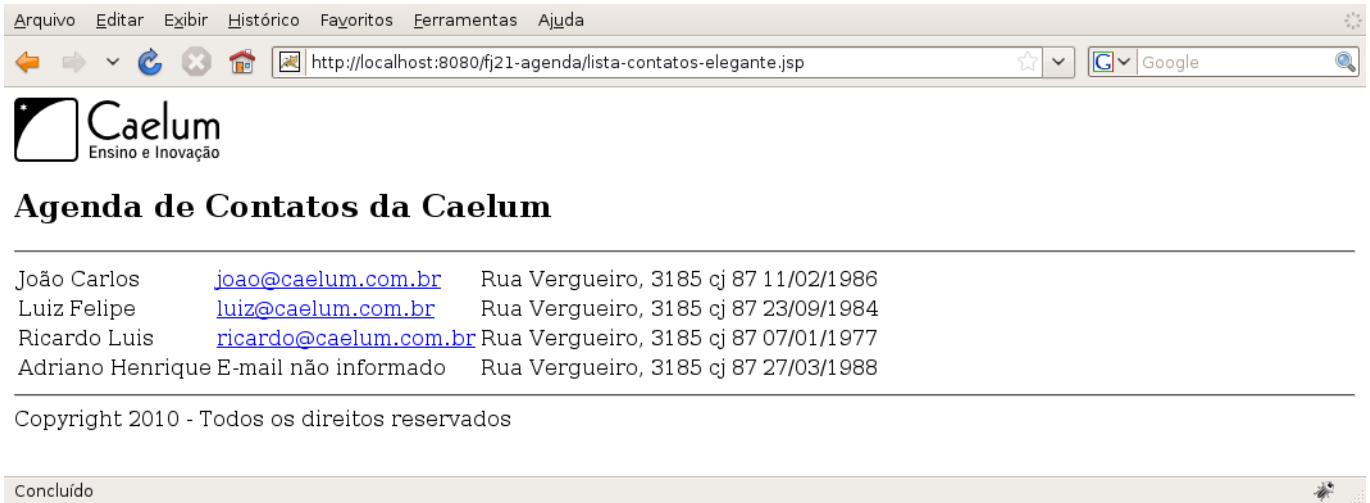 Arquivo Editar Exibir Histórico Favoritos Ferramentas Ajuda
http://localhost:8080/fj21-agenda/lista-contatos-elegante.jsp G Google
Caelum
Ensino e Inovação
Agenda de Contatos da Caelum
João Carlos joao@caelum.com.br Rua Vergueiro, 3185 cj 87 11/02/1986
Luiz Felipe luiz@caelum.com.br Rua Vergueiro, 3185 cj 87 23/09/1984
Ricardo Luis ricardo@caelum.com.br Rua Vergueiro, 3185 cj 87 07/01/1977
Adriano Henrique E-mail não informado Rua Vergueiro, 3185 cj 87 27/03/1988
Copyright 2010 - Todos os direitos reservados
Concluído